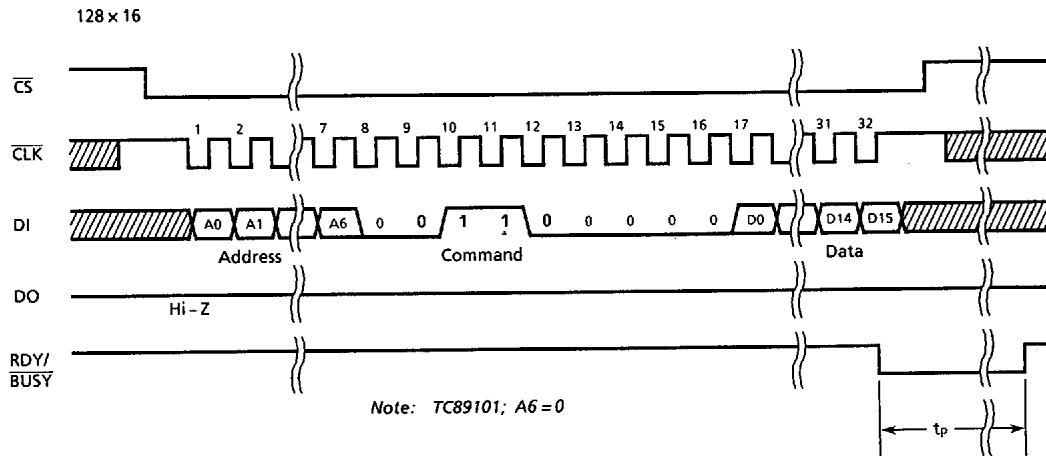 128 × 16
CS
CLK
1 2 7 8 9 10 11 12 13 14 15 16 17 31 32
DI
A0 A1 A6 0 0 1 1 0 0 0 0 0 D0 D14 D15
Address Command Data
DO
Hi – Z
RDY/
BUSY
Note: TC89101; A6 = 0
tP